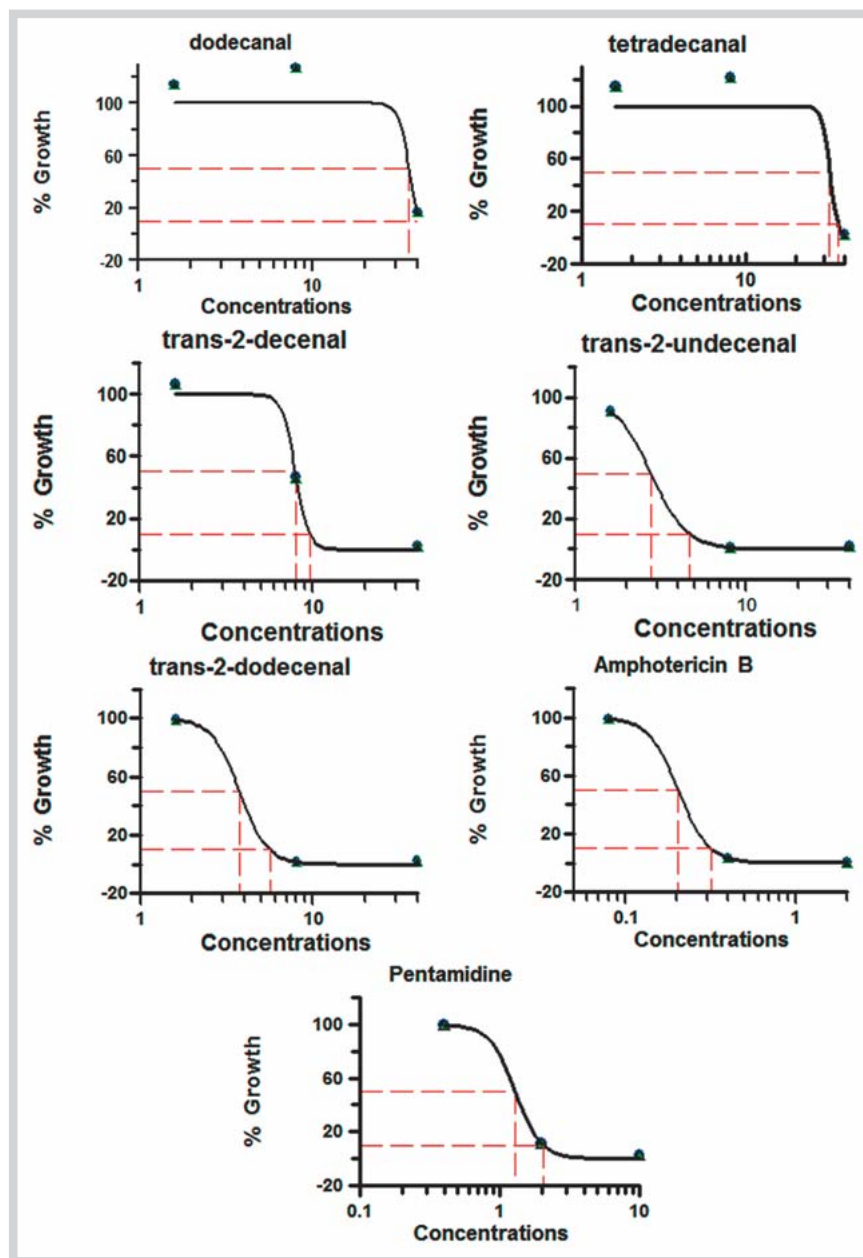 dodecanal
100
60
20
-20
% Growth
1
10
Concentrations
tetradecanal
100
60
20
-20
% Growth
1
10
Concentrations
trans-2-decenal
100
60
20
-20
% Growth
1
10
Concentrations
trans-2-undecenal
100
60
20
-20
% Growth
1
10
Concentrations
trans-2-dodecenal
100
60
20
-20
% Growth
1
10
Concentrations
Amphotericin B
100
60
20
-20
% Growth
0.1
1
Concentrations
Pentamidine
100
60
20
-20
% Growth
0.1
1
10
Concentrations